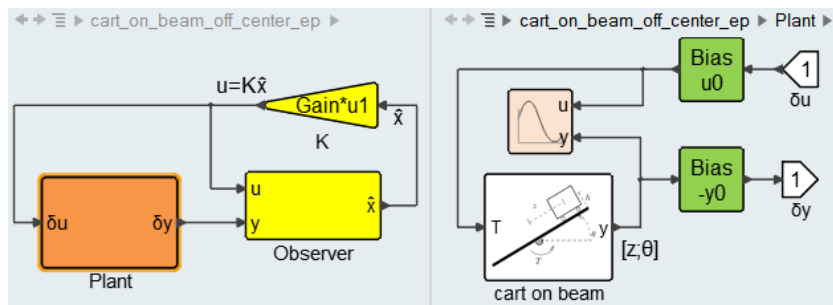 cart_on_beam_off_center_ep
u=Kx̂
Gain*u1
x̂
K
u
y
x̂
Observer
δu
δy
Plant
cart_on_beam_off_center_ep
Plant
Bias
u0
1
δu
u
y
Bias
-y0
1
δy
T
y
[z;θ]
T
cart on beam